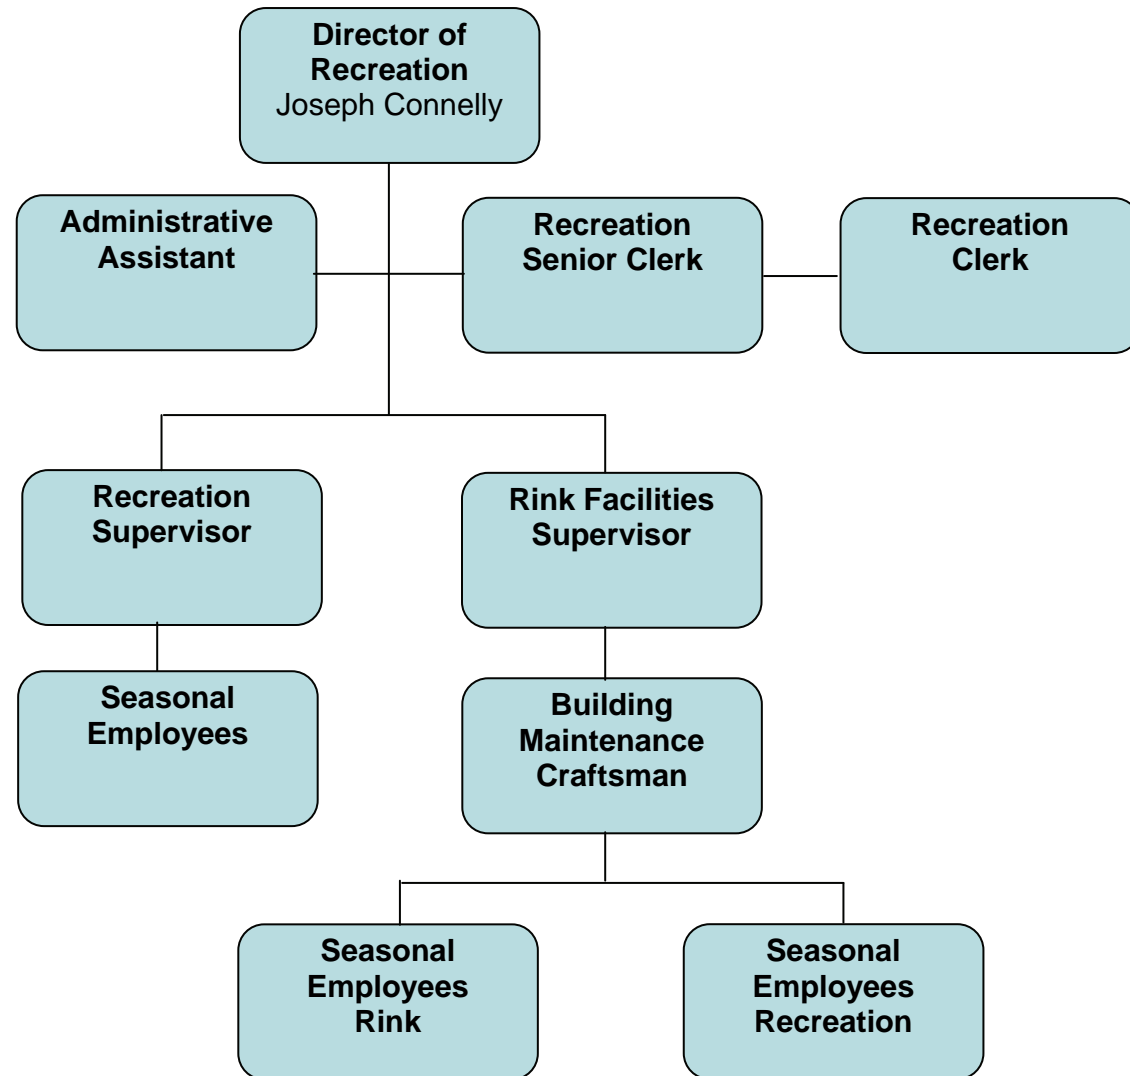 Director of
Recreation
Joseph Connelly
Administrative
Assistant
Recreation
Senior Clerk
Recreation
Clerk
Recreation
Supervisor
Rink Facilities
Supervisor
Seasonal
Employees
Building
Maintenance
Craftsman
Seasonal
Employees
Rink
Seasonal
Employees
Recreation